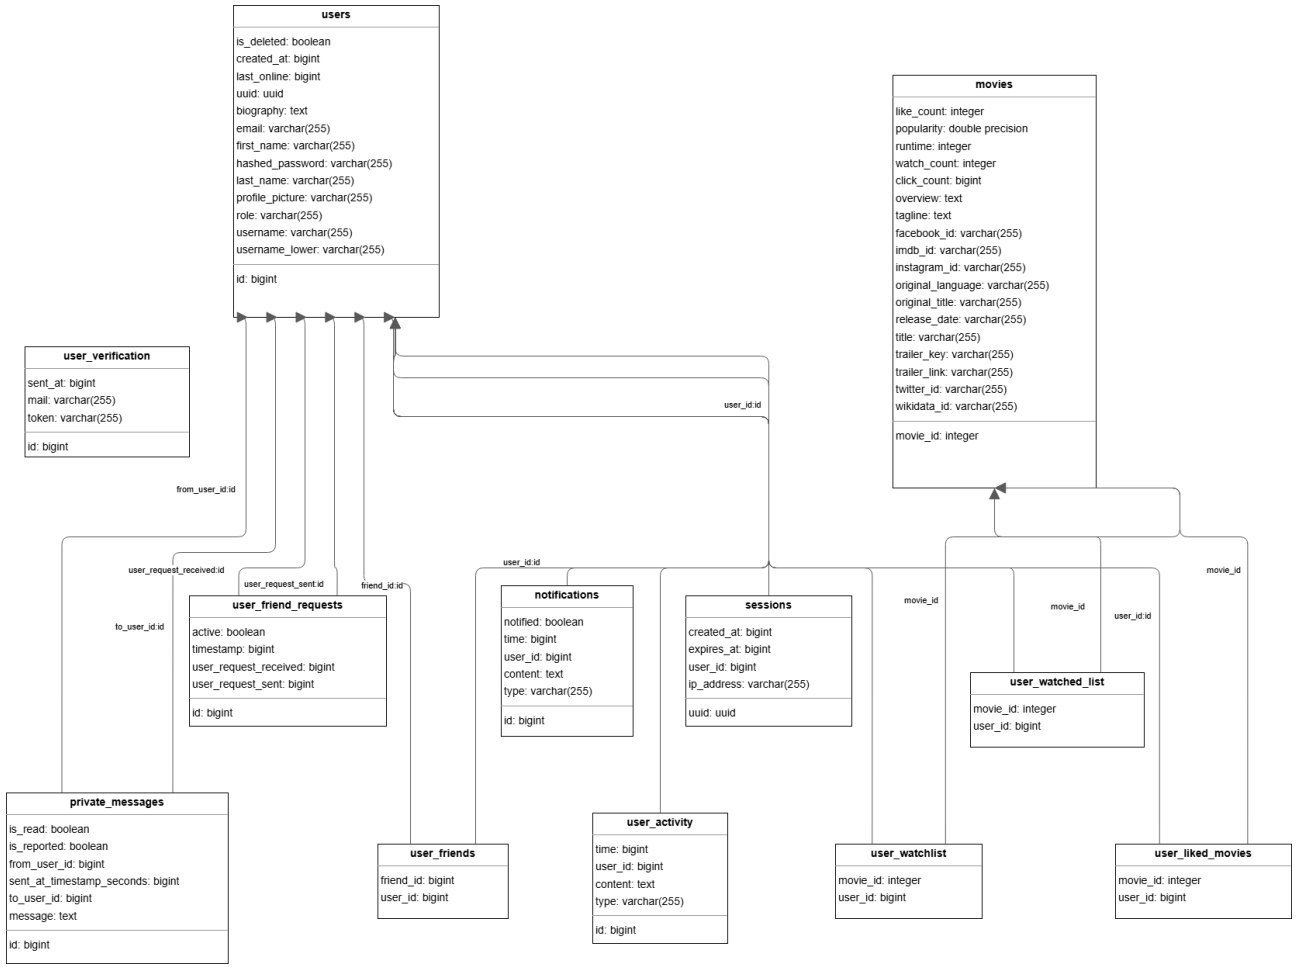 users
is_deleted: boolean
created_at: bigint
last_online: bigint
uuid: uuid
biography: text
email: varchar(255)
first_name: varchar(255)
hashed_password: varchar(255)
last_name: varchar(255)
profile_picture: varchar(255)
role: varchar(255)
username: varchar(255)
username_lower: varchar(255)
id: bigint
movies
like_count: integer
popularity: double precision
runtime: integer
watch_count: integer
click_count: bigint
overview: text
tagline: text
facebook_id: varchar(255)
imdb_id: varchar(255)
instagram_id: varchar(255)
original_language: varchar(255)
original_title: varchar(255)
release_date: varchar(255)
title: varchar(255)
trailer_key: varchar(255)
trailer_link: varchar(255)
twitter_id: varchar(255)
wikidata_id: varchar(255)
movie_id: integer
user_verification
sent_at: bigint
mail: varchar(255)
token: varchar(255)
id: bigint
user_id:id
from_user_id:id
user_request_received:id
user_request_sent:id
friend_id:id
user_id:id
to_user_id:id
movie_id
movie_id
user_id:id
movie_id
user_friend_requests
active: boolean
timestamp: bigint
user_request_received: bigint
user_request_sent: bigint
id: bigint
notifications
notified: boolean
time: bigint
user_id: bigint
content: text
type: varchar(255)
id: bigint
sessions
created_at: bigint
expires_at: bigint
user_id: bigint
ip_address: varchar(255)
uuid: uuid
user_watched_list
movie_id: integer
user_id: bigint
private_messages
is_read: boolean
is_reported: boolean
from_user_id: bigint
sent_at_timestamp_seconds: bigint
to_user_id: bigint
message: text
id: bigint
user_friends
friend_id: bigint
user_id: bigint
user_activity
time: bigint
user_id: bigint
content: text
type: varchar(255)
id: bigint
user_watchlist
movie_id: integer
user_id: bigint
user_liked_movies
movie_id: integer
user_id: bigint